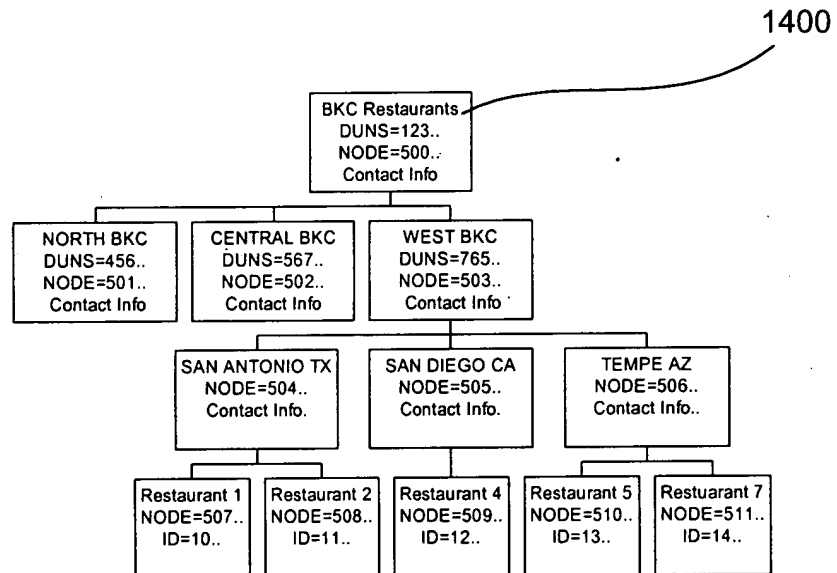 1400
BKC Restaurants
DUNS=123..
NODE=500..
Contact Info
NORTH BKC
DUNS=456..
NODE=501..
Contact Info
CENTRAL BKC
DUNS=567..
NODE=502..
Contact Info
WEST BKC
DUNS=765..
NODE=503..
Contact Info
SAN ANTONIO TX
NODE=504..
Contact Info.
SAN DIEGO CA
NODE=505..
Contact Info.
TEMPE AZ
NODE=506..
Contact Info..
Restaurant 1
NODE=507..
ID=10..
Restaurant 2
NODE=508..
ID=11..
Restaurant 4
NODE=509..
ID=12..
Restaurant 5
NODE=510..
ID=13..
Restuarant 7
NODE=511..
ID=14..